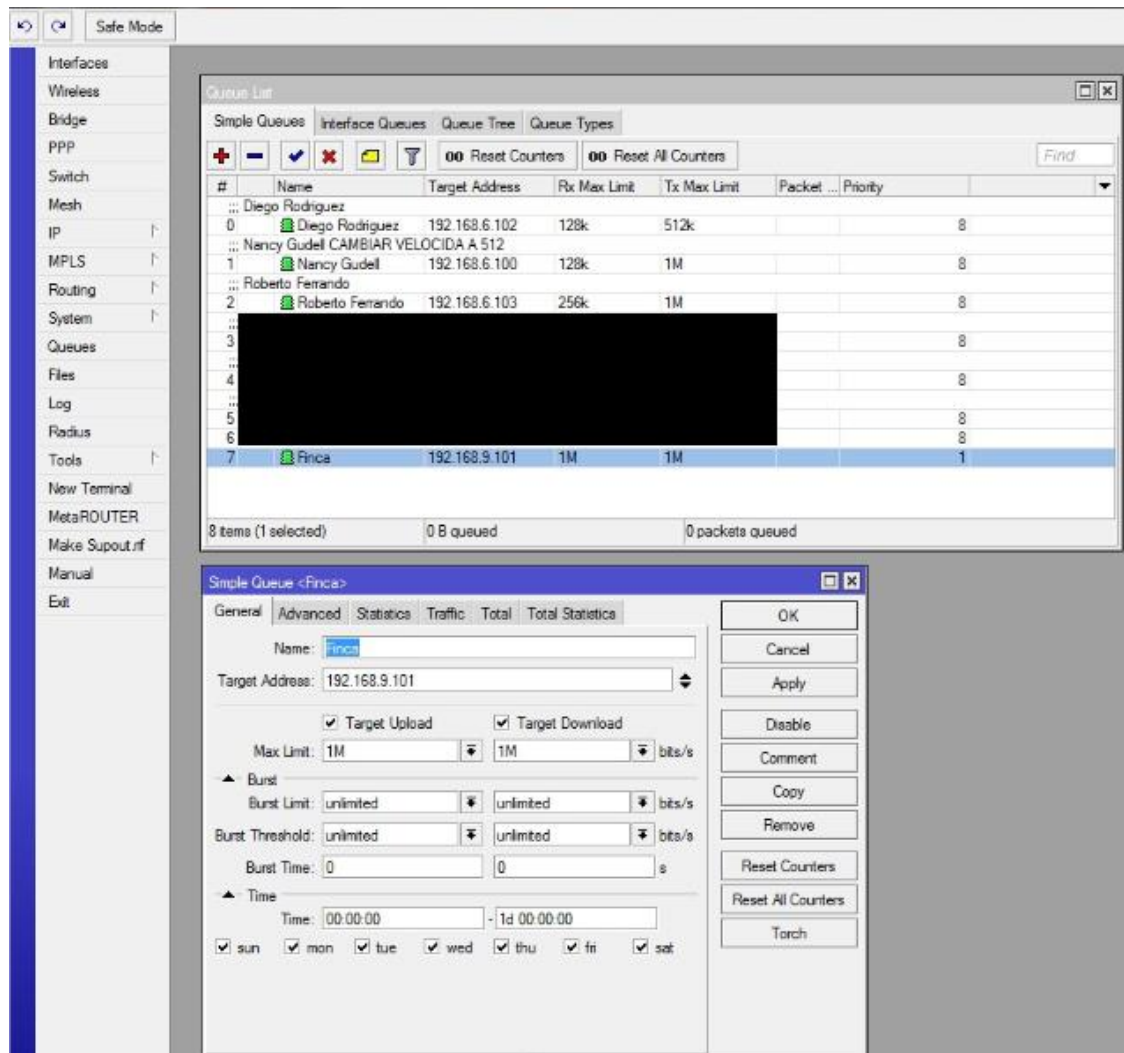 Safe Mode
Interfaces
Wireless
Bridge
PPP
Switch
Mesh
IP
MPLS
Routing
System
Queues
Files
Log
Radius
Tools
New Terminal
MetaROUTER
Make Supout.rif
Manual
Exit
Queue List
Simple Queues Interface Queues Queue Tree Queue Types
00 Reset Counters 00 Reset All Counters Find
# Name Target Address Rx Max Limit Tx Max Limit Packet ... Priority
;;; Diego Rodriguez
0 Diego Rodriguez 192.168.6.102 128k 512k 8
;;; Nancy Gudell CAMBIAR VELOCIDA A 512
1 Nancy Gudell 192.168.6.100 128k 1M 8
;;; Roberto Ferrando
2 Roberto Ferrando 192.168.6.103 256k 1M 8
;;;
3 8
;;;
4 8
;;;
5 8
6 8
7 Finca 192.168.9.101 1M 1M 1
8 items (1 selected) 0 B queued 0 packets queued
Simple Queue <Finca>
General Advanced Statistics Traffic Total Total Statistics
Name: Finca
Target Address: 192.168.9.101
Target Upload Target Download
Max Limit: 1M 1M bits/s
Burst
Burst Limit: unlimited unlimited bits/s
Burst Threshold: unlimited unlimited bits/s
Burst Time: 0 0 s
Time
Time: 00:00:00 - 1d 00:00:00
sun mon tue wed thu fri sat
OK
Cancel
Apply
Disable
Comment
Copy
Remove
Reset Counters
Reset All Counters
Torch